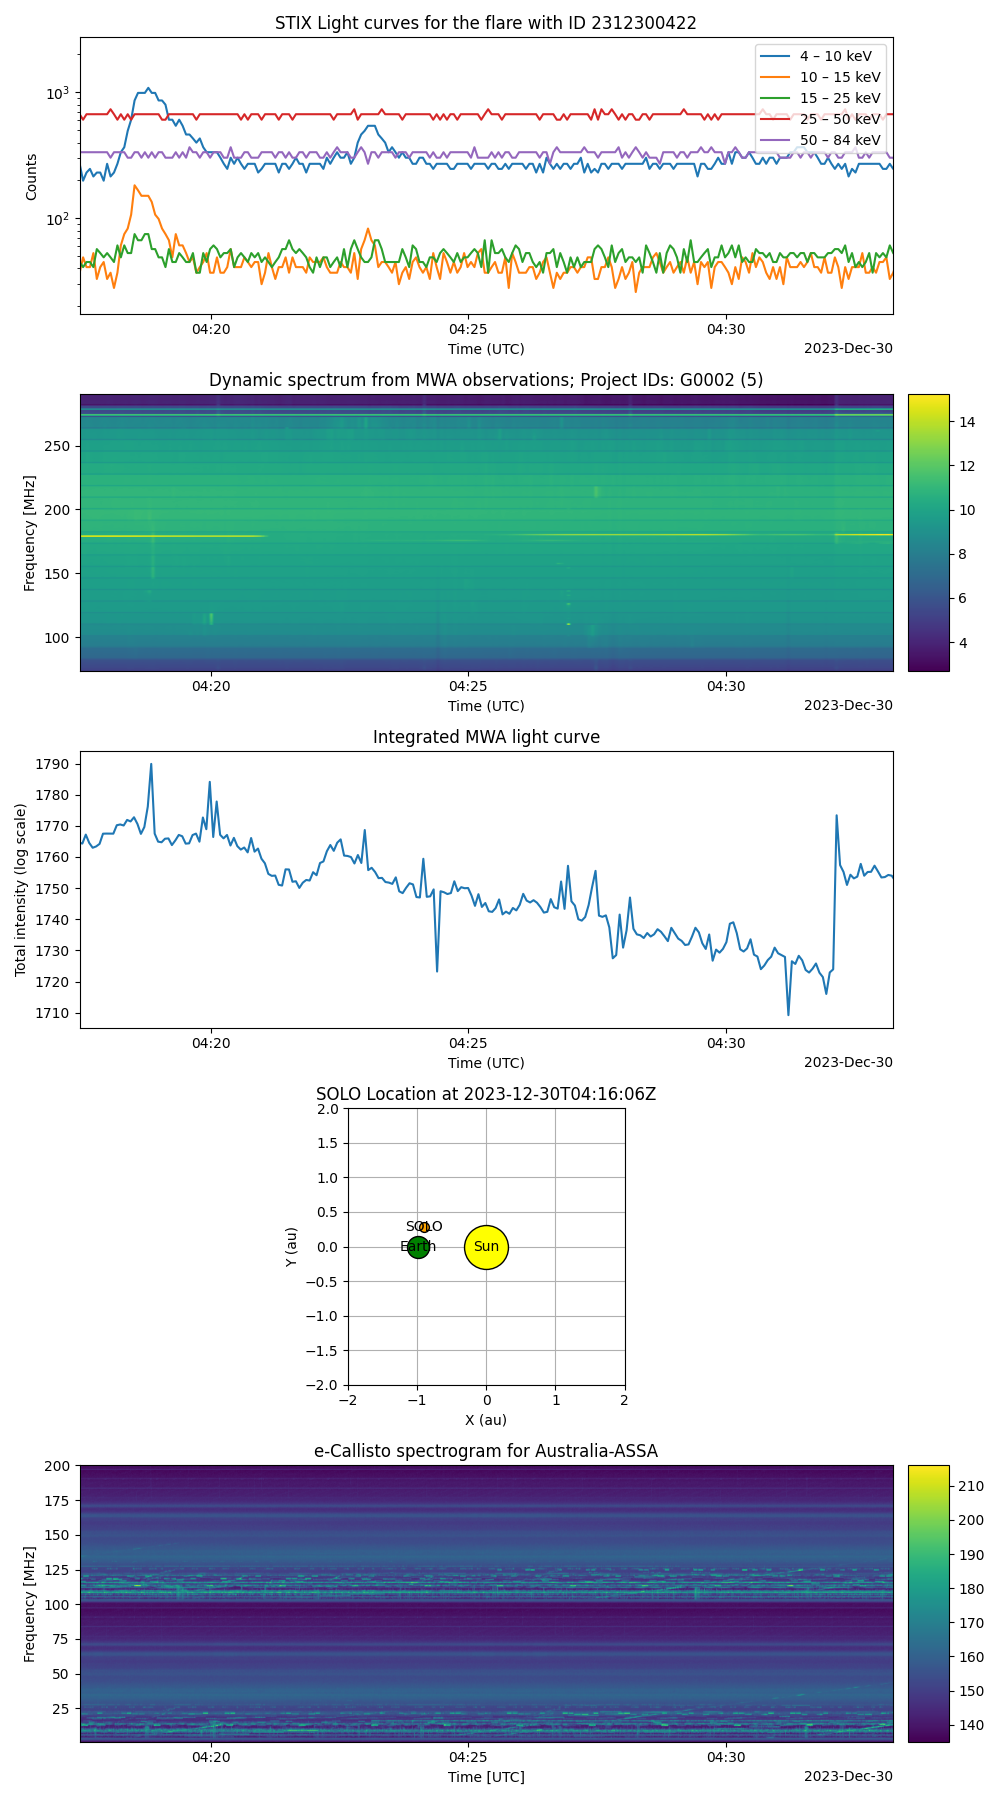 STIX Light curves for the flare with ID 2312300422
4 – 10 keV
10 – 15 keV
15 – 25 keV
25 – 50 keV
50 – 84 keV
10³
10²
Counts
04:20
04:25
04:30
Time (UTC)
2023-Dec-30
Dynamic spectrum from MWA observations; Project IDs: G0002 (5)
250
200
150
100
Frequency [MHz]
14
12
10
8
6
4
04:20
04:25
04:30
Time (UTC)
2023-Dec-30
Integrated MWA light curve
1790
1780
1770
1760
1750
1740
1730
1720
1710
Total intensity (log scale)
04:20
04:25
04:30
Time (UTC)
2023-Dec-30
SOLO Location at 2023-12-30T04:16:06Z
2.0
1.5
1.0
0.5
0.0
−0.5
−1.0
−1.5
−2.0
Y (au)
SOLO
Earth
Sun
−2
−1
0
1
2
X (au)
e-Callisto spectrogram for Australia-ASSA
200
175
150
125
100
75
50
25
Frequency [MHz]
210
200
190
180
170
160
150
140
04:20
04:25
04:30
Time [UTC]
2023-Dec-30